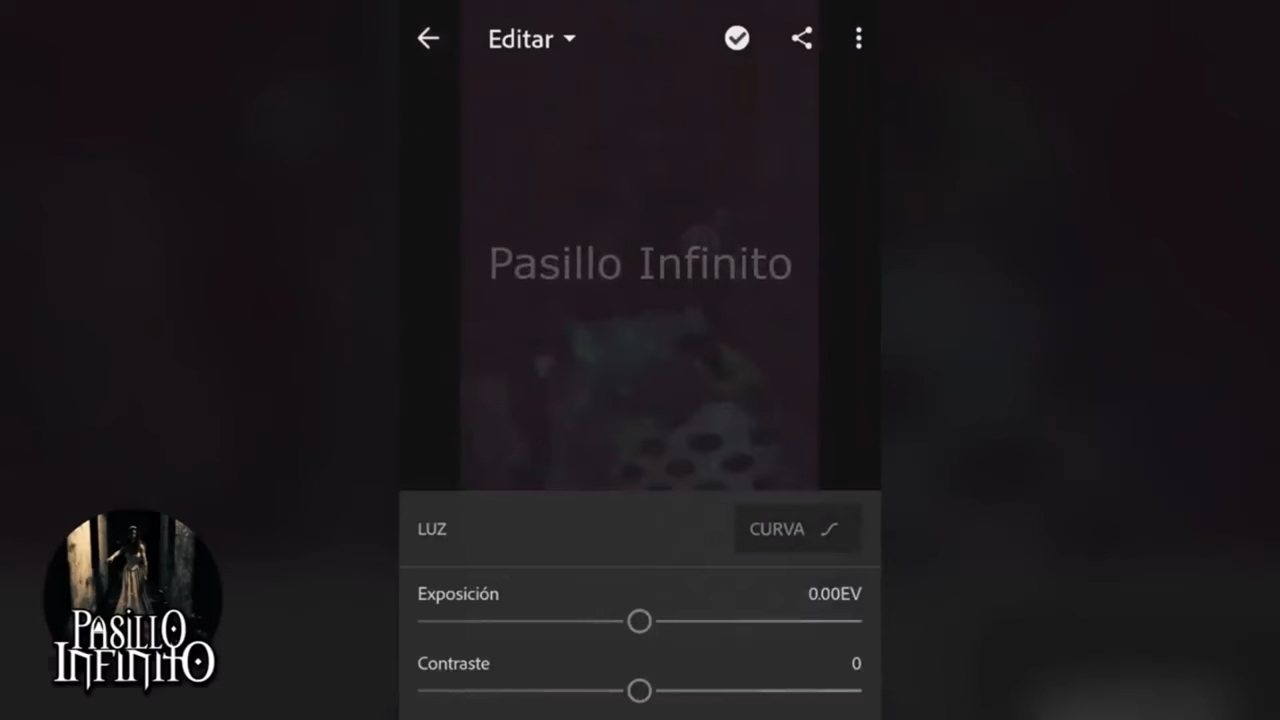 Editar
Pasillo Infinito
LUZ
CURVA
Exposición
0.00EV
Contraste
0
PASILLO
INFINITO